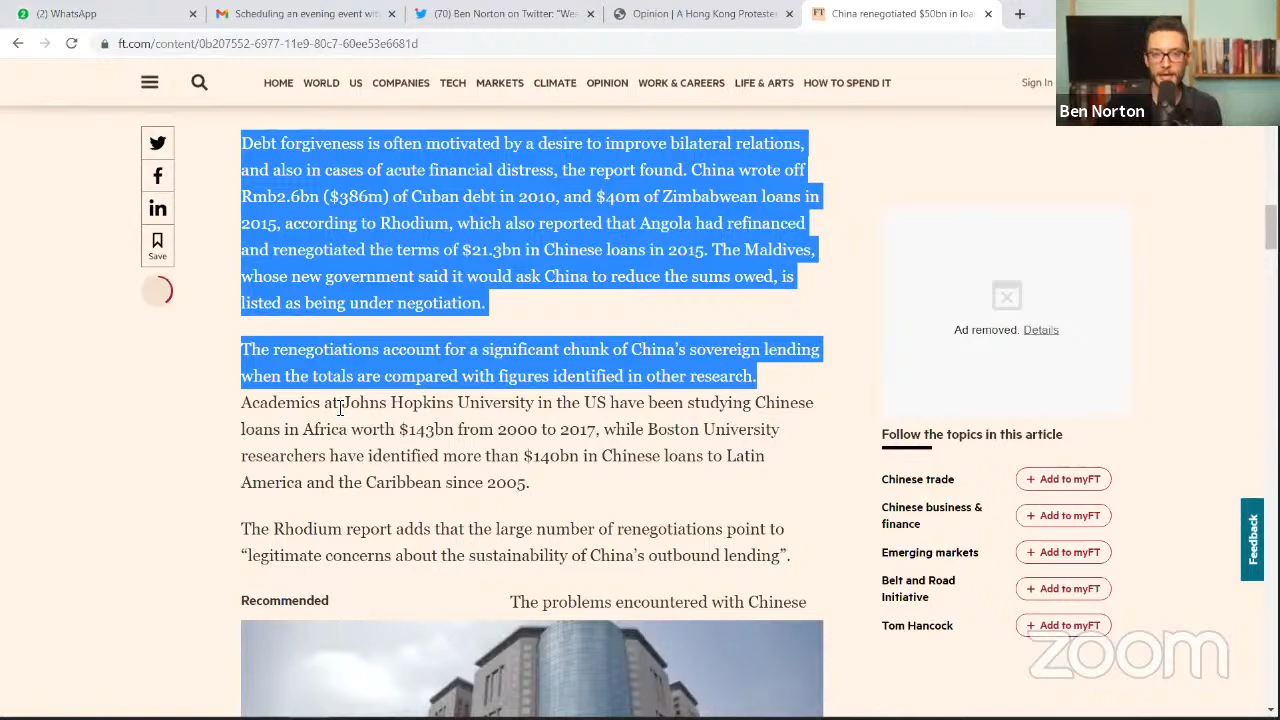 (2) WhatsApp
Scheduling an evening event with
(70) Ben Norton on Twitter: "Wes
Opinion | A Hong Kong Protester
FT
China renegotiated $50bn in loa
ft.com/content/0b207552-6977-11e9-80c7-60ee53e6681d
HOME WORLD US COMPANIES TECH MARKETS CLIMATE OPINION WORK & CAREERS LIFE & ARTS HOW TO SPEND IT
Sign In
Ben Norton
Debt forgiveness is often motivated by a desire to improve bilateral relations,
and also in cases of acute financial distress, the report found. China wrote off
Rmb2.6bn ($386m) of Cuban debt in 2010, and $40m of Zimbabwean loans in
2015, according to Rhodium, which also reported that Angola had refinanced
and renegotiated the terms of $21.3bn in Chinese loans in 2015. The Maldives,
whose new government said it would ask China to reduce the sums owed, is
listed as being under negotiation.
The renegotiations account for a significant chunk of China's sovereign lending
when the totals are compared with figures identified in other research.
Academics at Johns Hopkins University in the US have been studying Chinese
loans in Africa worth $143bn from 2000 to 2017, while Boston University
researchers have identified more than $140bn in Chinese loans to Latin
America and the Caribbean since 2005.
The Rhodium report adds that the large number of renegotiations point to
“legitimate concerns about the sustainability of China's outbound lending”.
Recommended
The problems encountered with Chinese
Save
Ad removed. Details
Follow the topics in this article
Chinese trade
+ Add to myFT
Chinese business &
finance
+ Add to myFT
Emerging markets
+ Add to myFT
Belt and Road
Initiative
+ Add to myFT
Tom Hancock
+ Add to myFT
Feedback
zoom